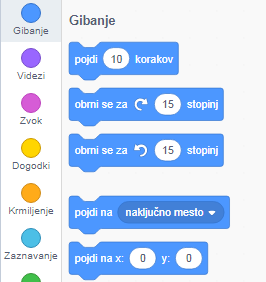 Gibanje
Videzi
Zvok
Dogodki
Krmiljenje
Zaznavanje
Gibanje
pojdi 10 korakov
obrni se za 15 stopinj
obrni se za 15 stopinj
pojdi na naključno mesto
pojdi na x: 0 y: 0